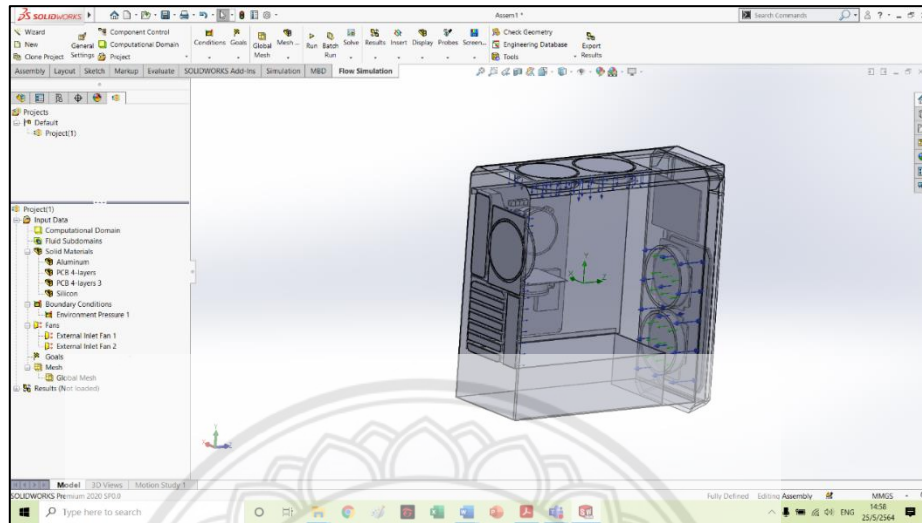 SOLIDWORKS
Assem1 *
Search Commands
Wizard
New
Clone Project
General Settings
Component Control
Computational Domain
Project
Conditions
Goals
Global Mesh
Mesh...
Run
Batch Run
Solve
Results
Insert
Display
Probes
Screen...
Check Geometry
Engineering Database
Tools
Export Results
Assembly
Layout
Sketch
Markup
Evaluate
SOLIDWORKS Add-Ins
Simulation
MBD
Flow Simulation
Projects
Default
Project(1)
Project(1)
Input Data
Computational Domain
Fluid Subdomains
Solid Materials
Aluminum
PCB 4-layers
PCB 4-layers 3
Silicon
Boundary Conditions
Environment Pressure 1
Fans
External Inlet Fan 1
External Inlet Fan 2
Goals
Mesh
Global Mesh
Results (Not loaded)
Model
3D Views
Motion Study 1
SOLIDWORKS Premium 2020 SP0.0
Fully Defined
Editing Assembly
MMGS
Type here to search
ENG
14:58
25/5/2564